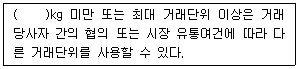 (    )kg 미만 또는 최대 거래단위 이상은 거래
당사자 간의 협의 또는 시장 유통여건에 따라 다
른 거래단위를 사용할 수 있다.